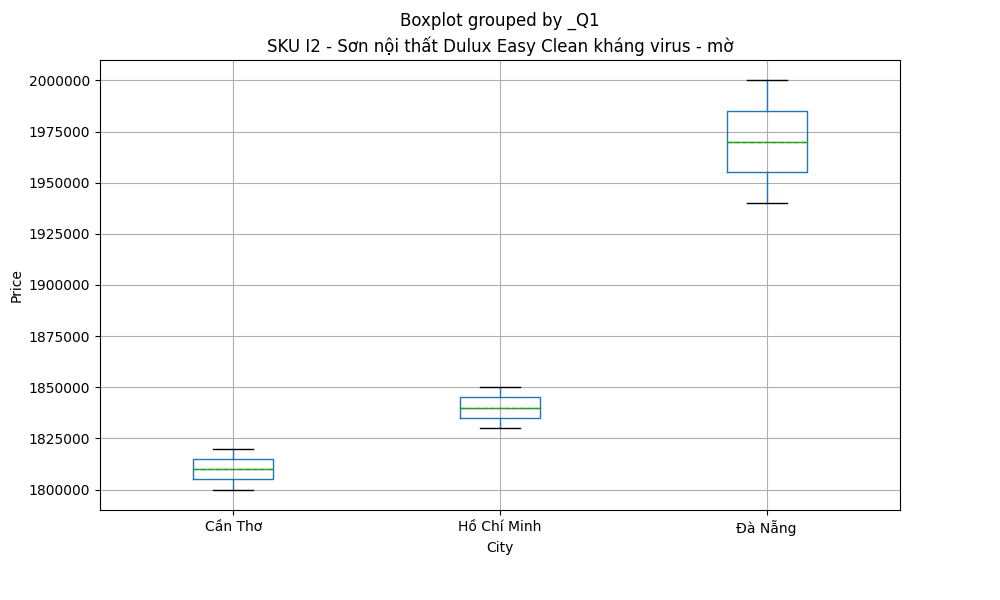 Boxplot grouped by _Q1
SKU I2 - Sơn nội thất Dulux Easy Clean kháng virus - mờ
2000000
1975000
1950000
1925000
1900000
1875000
1850000
1825000
1800000
Price
Cần Thơ
Hồ Chí Minh
Đà Nẵng
City